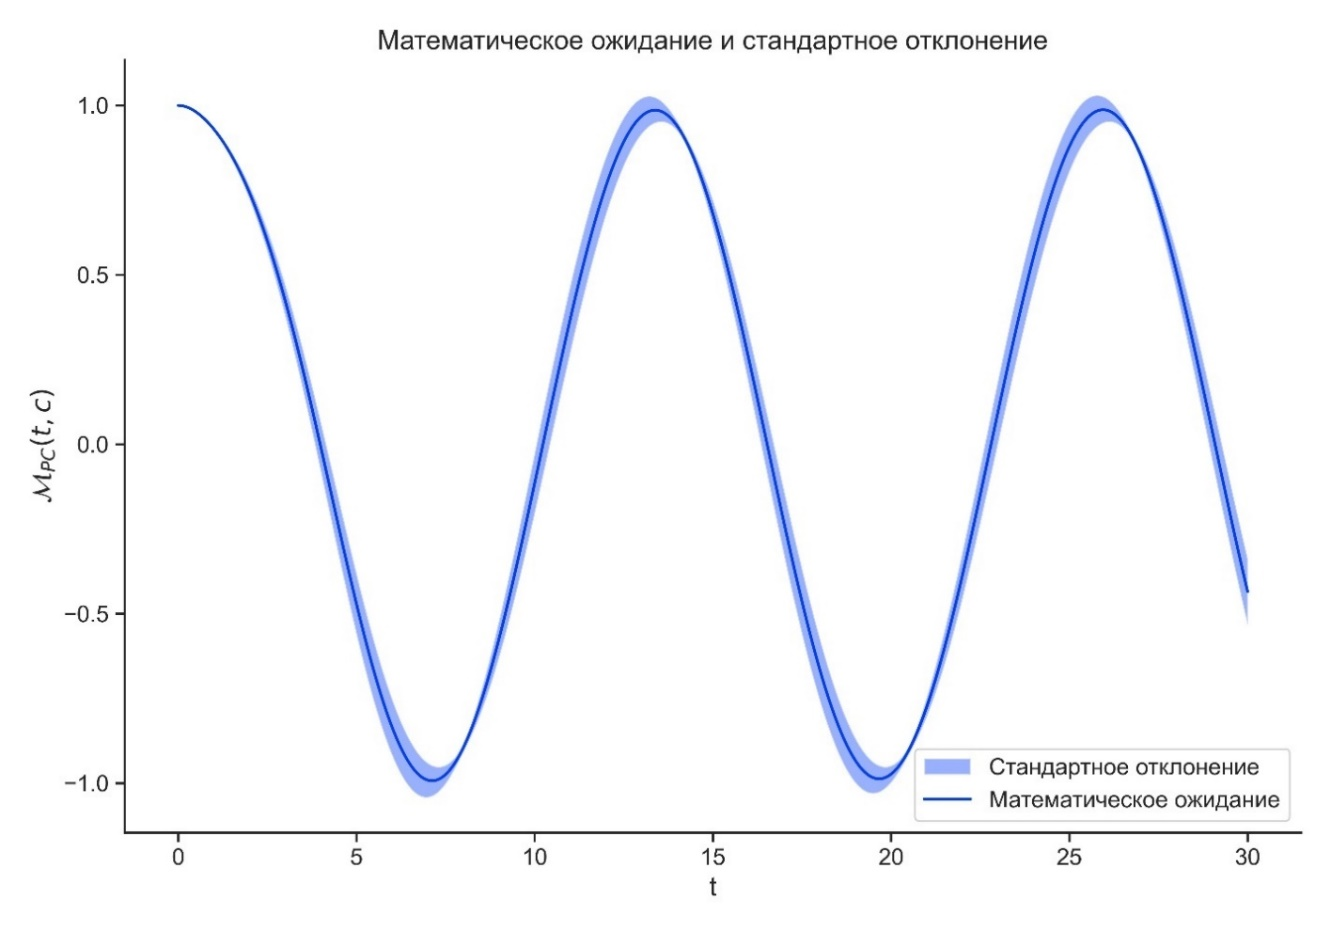 Математическое ожидание и стандартное отклонение
1.0
0.5
0.0
−0.5
−1.0
ℳ_PC(t, c)
0 5 10 15 20 25 30
t
Стандартное отклонение
Математическое ожидание